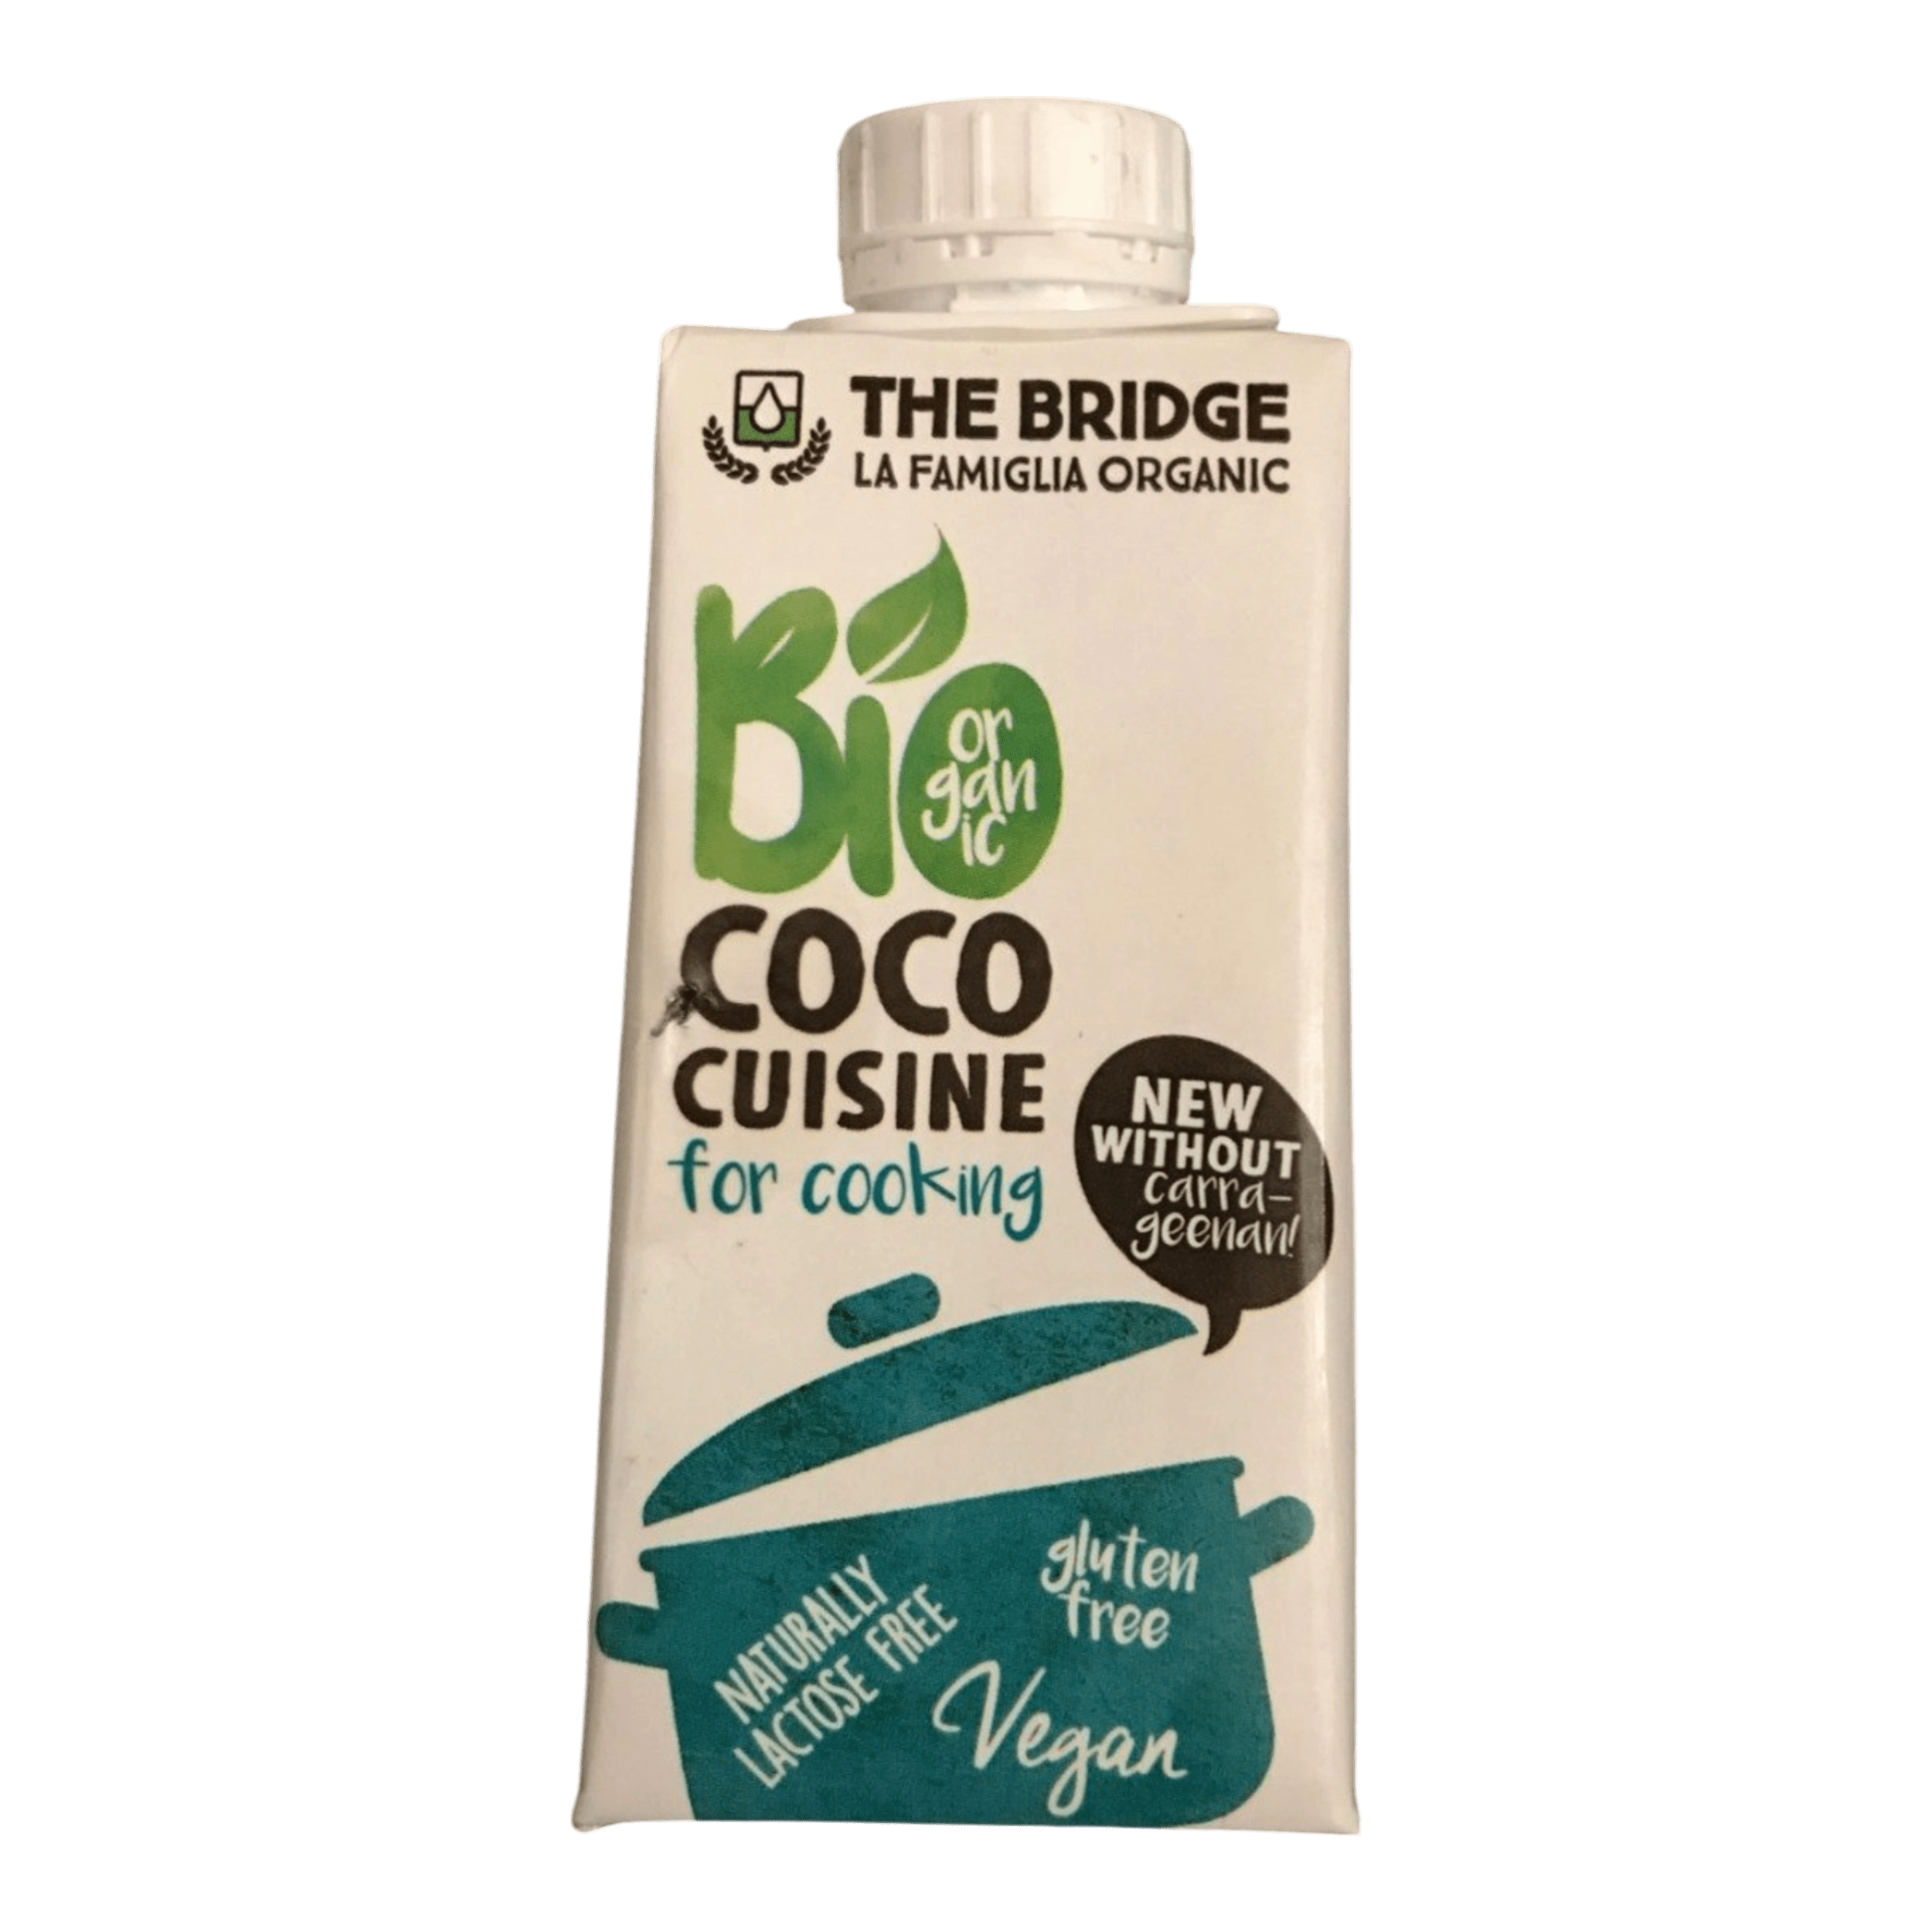 THE BRIDGE
LA FAMIGLIA ORGANIC
Bio
or
gan
ic
COCO
CUISINE
for cooking
NEW
WITHOUT
carra-
geenan!
NATURALLY
LACTOSE FREE
gluten
free
Vegan